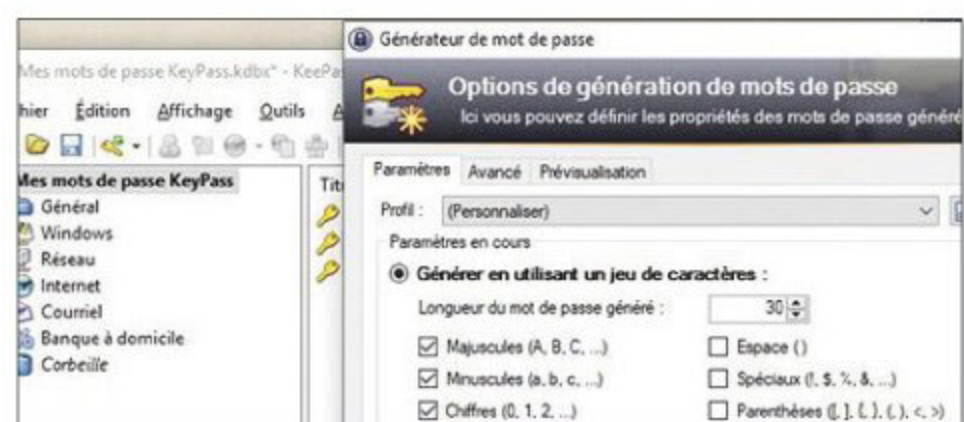 Générateur de mot de passe
Mes mots de passe KeyPass.kdbx* - KeePa
Options de génération de mots de passe
Ici vous pouvez définir les propriétés des mots de passe généré
hier Édition Affichage Outils A
Mes mots de passe KeyPass
Général
Windows
Réseau
Internet
Courriel
Banque à domicile
Corbeille
Tit
Paramètres Avancé Prévisualisation
Profil : (Personnaliser)
Paramètres en cours
Générer en utilisant un jeu de caractères :
Longueur du mot de passe généré : 30
Majuscules (A, B, C, ...) Espace ( )
Minuscules (a, b, c, ...) Spéciaux (!, $, %, &, ...)
Chiffres (0, 1, 2, ...) Parenthèses ([, ], {, }, (, ), <, >)